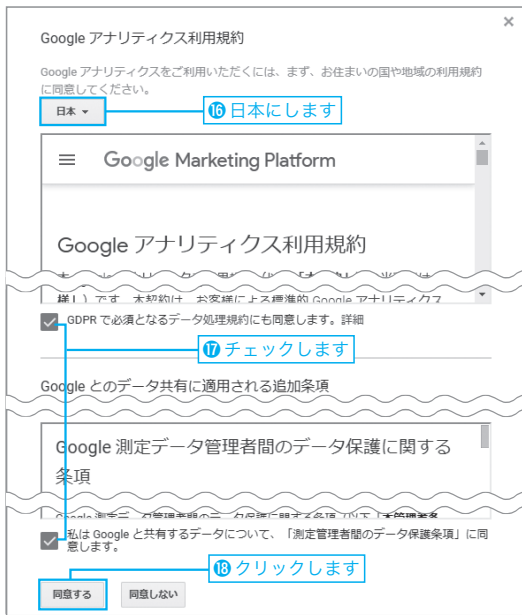 ×
Google アナリティクス利用規約
Google アナリティクスをご利用いただくには、まず、お住まいの国や地域の利用規約
に同意してください。
日本 ▾
⓰ 日本にします
≡ Google Marketing Platform
Google アナリティクス利用規約
様」）です。本契約は、お客様による標準的 Google アナリティクス
GDPR で必須となるデータ処理規約にも同意します。詳細
⓱ チェックします
Google とのデータ共有に適用される追加条項
Google 測定データ管理者間のデータ保護に関する
条項
私は Google と共有するデータについて、「測定管理者間のデータ保護条項」に同
意します。
⓲ クリックします
同意する
同意しない